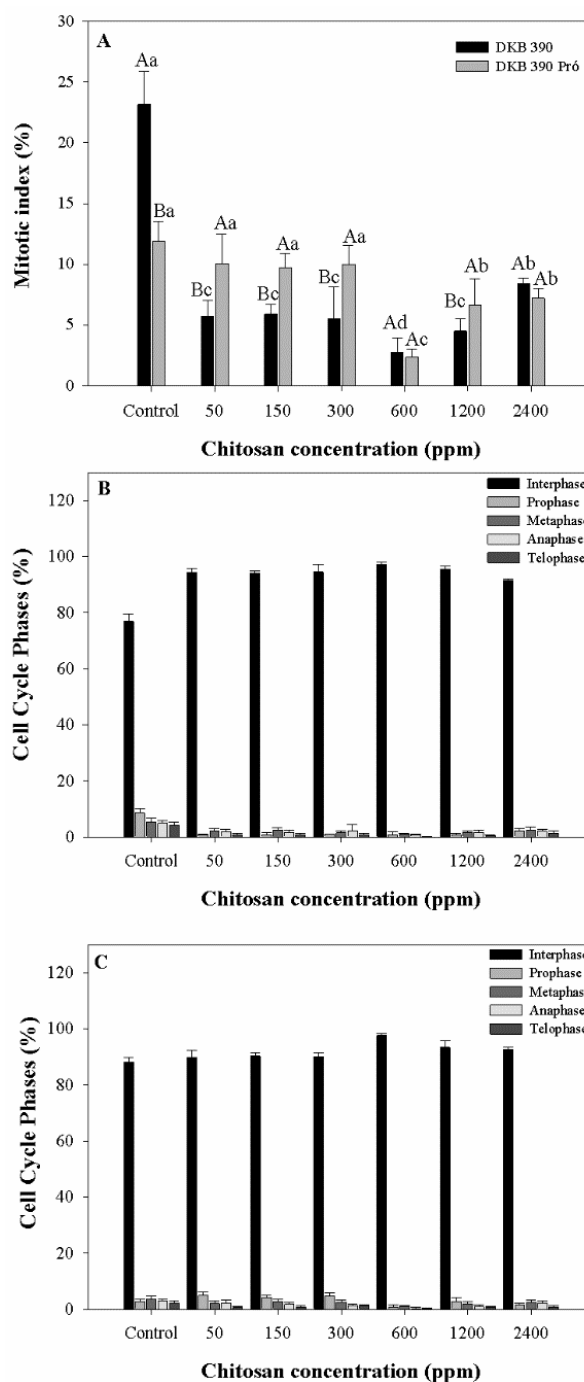 A
DKB 390
DKB 390 Pró
Mitotic index (%)
30
25
20
15
10
5
0
Aa
Ba
Bc
Aa
Bc
Aa
Bc
Aa
Ad
Ac
Bc
Ab
Ab
Ab
Control 50 150 300 600 1200 2400
Chitosan concentration (ppm)
B
Interphase
Prophase
Metaphase
Anaphase
Telophase
Cell Cycle Phases (%)
120
100
80
60
40
20
0
Control 50 150 300 600 1200 2400
Chitosan concentration (ppm)
C
Interphase
Prophase
Metaphase
Anaphase
Telophase
Cell Cycle Phases (%)
120
100
80
60
40
20
0
Control 50 150 300 600 1200 2400
Chitosan concentration (ppm)